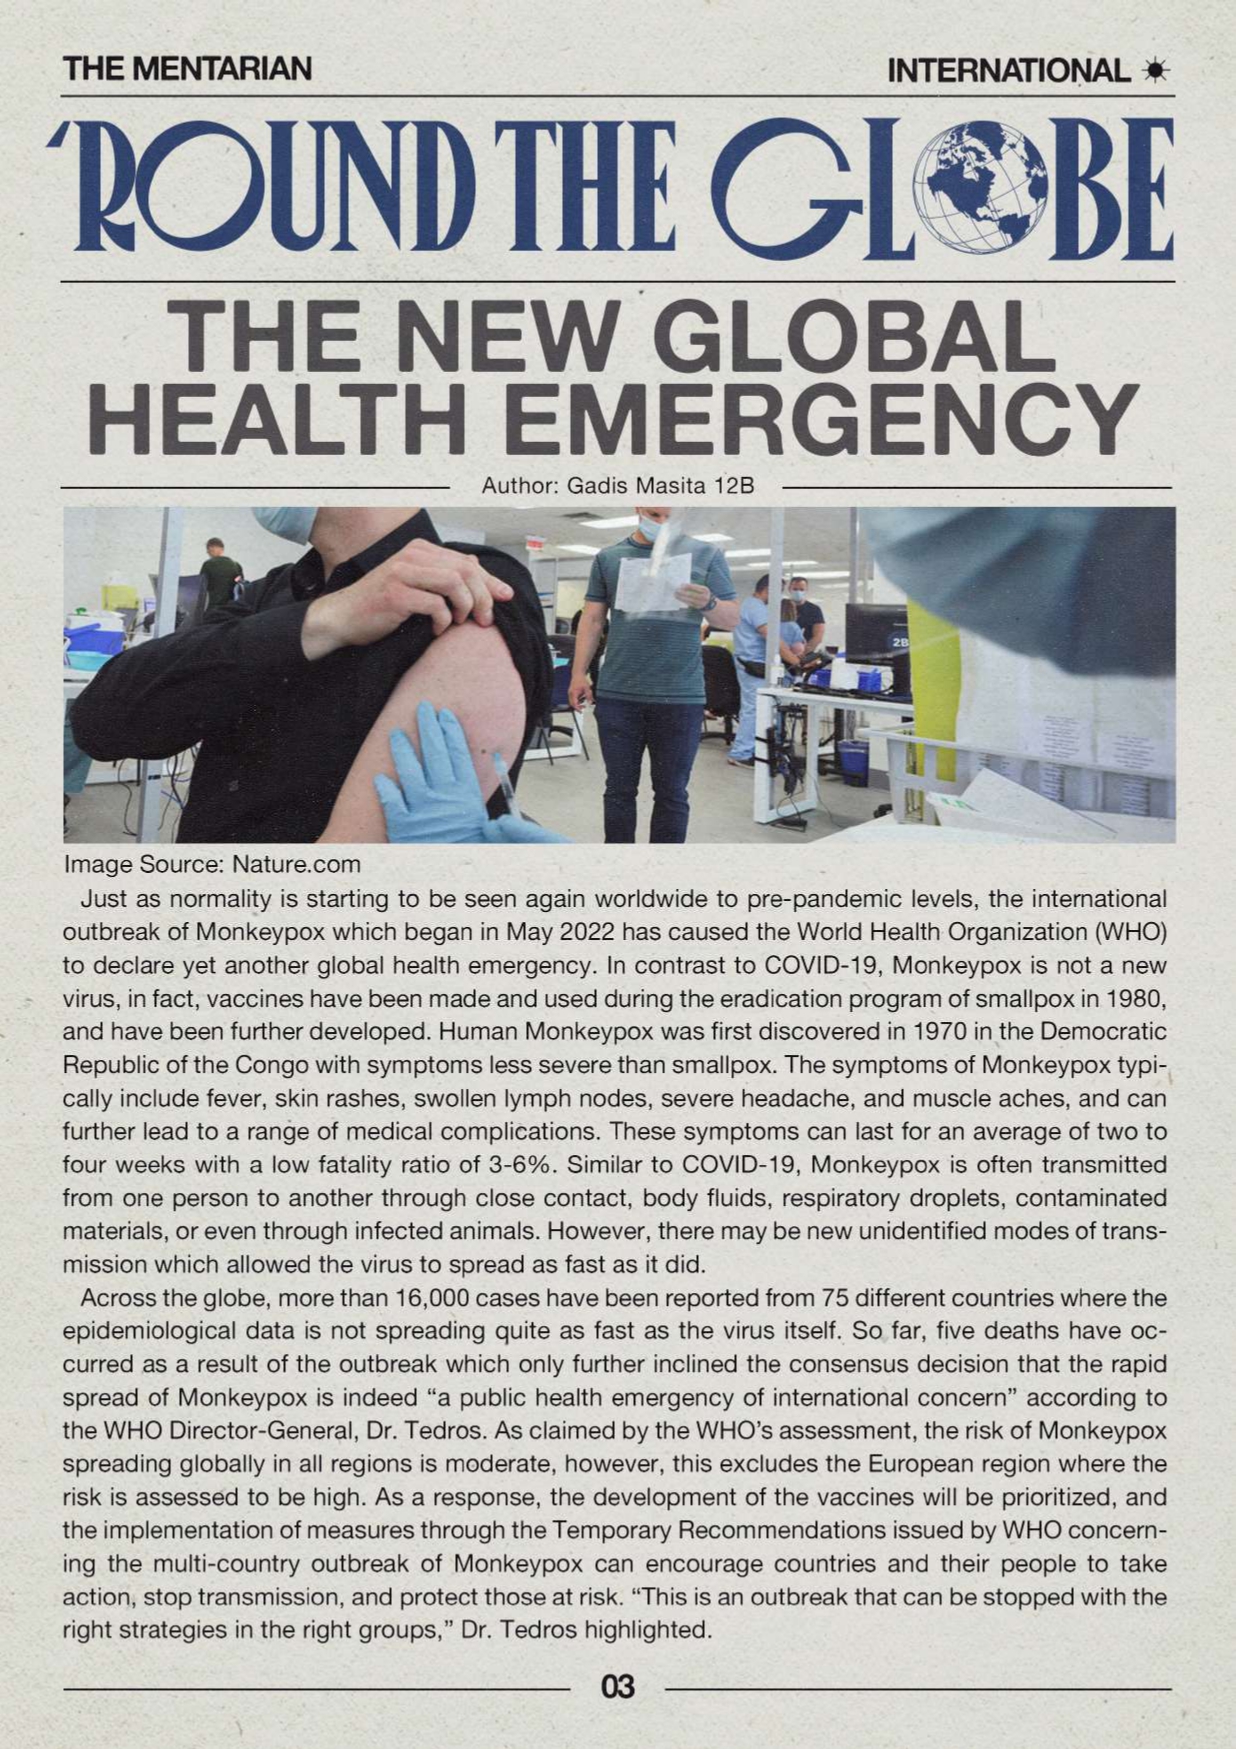 THE MENTARIAN
INTERNATIONAL
'ROUND THE GLOBE
THE NEW GLOBAL
HEALTH EMERGENCY
Author: Gadis Masita 12B
2B
Image Source: Nature.com
Just as normality is starting to be seen again worldwide to pre-pandemic levels, the international
outbreak of Monkeypox which began in May 2022 has caused the World Health Organization (WHO)
to declare yet another global health emergency. In contrast to COVID-19, Monkeypox is not a new
virus, in fact, vaccines have been made and used during the eradication program of smallpox in 1980,
and have been further developed. Human Monkeypox was first discovered in 1970 in the Democratic
Republic of the Congo with symptoms less severe than smallpox. The symptoms of Monkeypox typi-
cally include fever, skin rashes, swollen lymph nodes, severe headache, and muscle aches, and can
further lead to a range of medical complications. These symptoms can last for an average of two to
four weeks with a low fatality ratio of 3-6%. Similar to COVID-19, Monkeypox is often transmitted
from one person to another through close contact, body fluids, respiratory droplets, contaminated
materials, or even through infected animals. However, there may be new unidentified modes of trans-
mission which allowed the virus to spread as fast as it did.
Across the globe, more than 16,000 cases have been reported from 75 different countries where the
epidemiological data is not spreading quite as fast as the virus itself. So far, five deaths have oc-
curred as a result of the outbreak which only further inclined the consensus decision that the rapid
spread of Monkeypox is indeed “a public health emergency of international concern” according to
the WHO Director-General, Dr. Tedros. As claimed by the WHO’s assessment, the risk of Monkeypox
spreading globally in all regions is moderate, however, this excludes the European region where the
risk is assessed to be high. As a response, the development of the vaccines will be prioritized, and
the implementation of measures through the Temporary Recommendations issued by WHO concern-
ing the multi-country outbreak of Monkeypox can encourage countries and their people to take
action, stop transmission, and protect those at risk. “This is an outbreak that can be stopped with the
right strategies in the right groups,” Dr. Tedros highlighted.
03